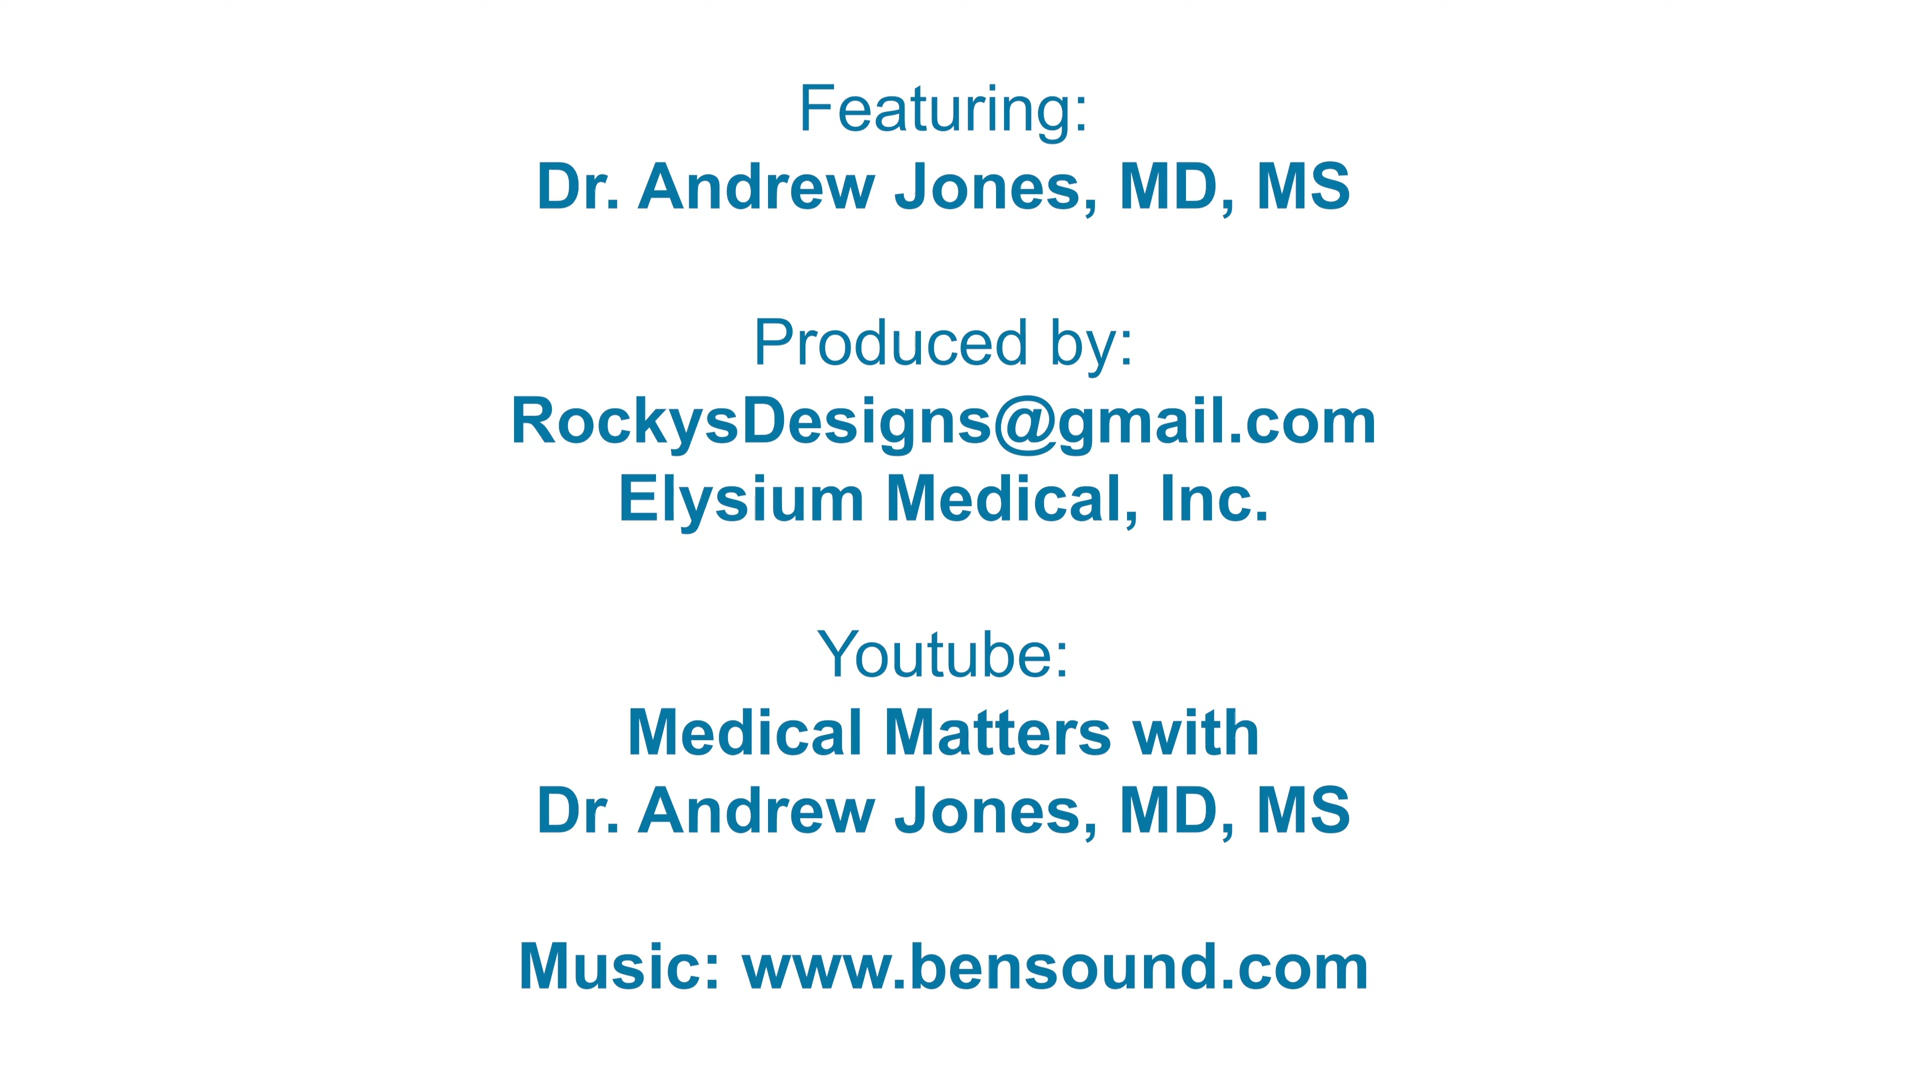 Featuring:
Dr. Andrew Jones, MD, MS
Produced by:
RockysDesigns@gmail.com
Elysium Medical, Inc.
Youtube:
Medical Matters with
Dr. Andrew Jones, MD, MS
Music: www.bensound.com